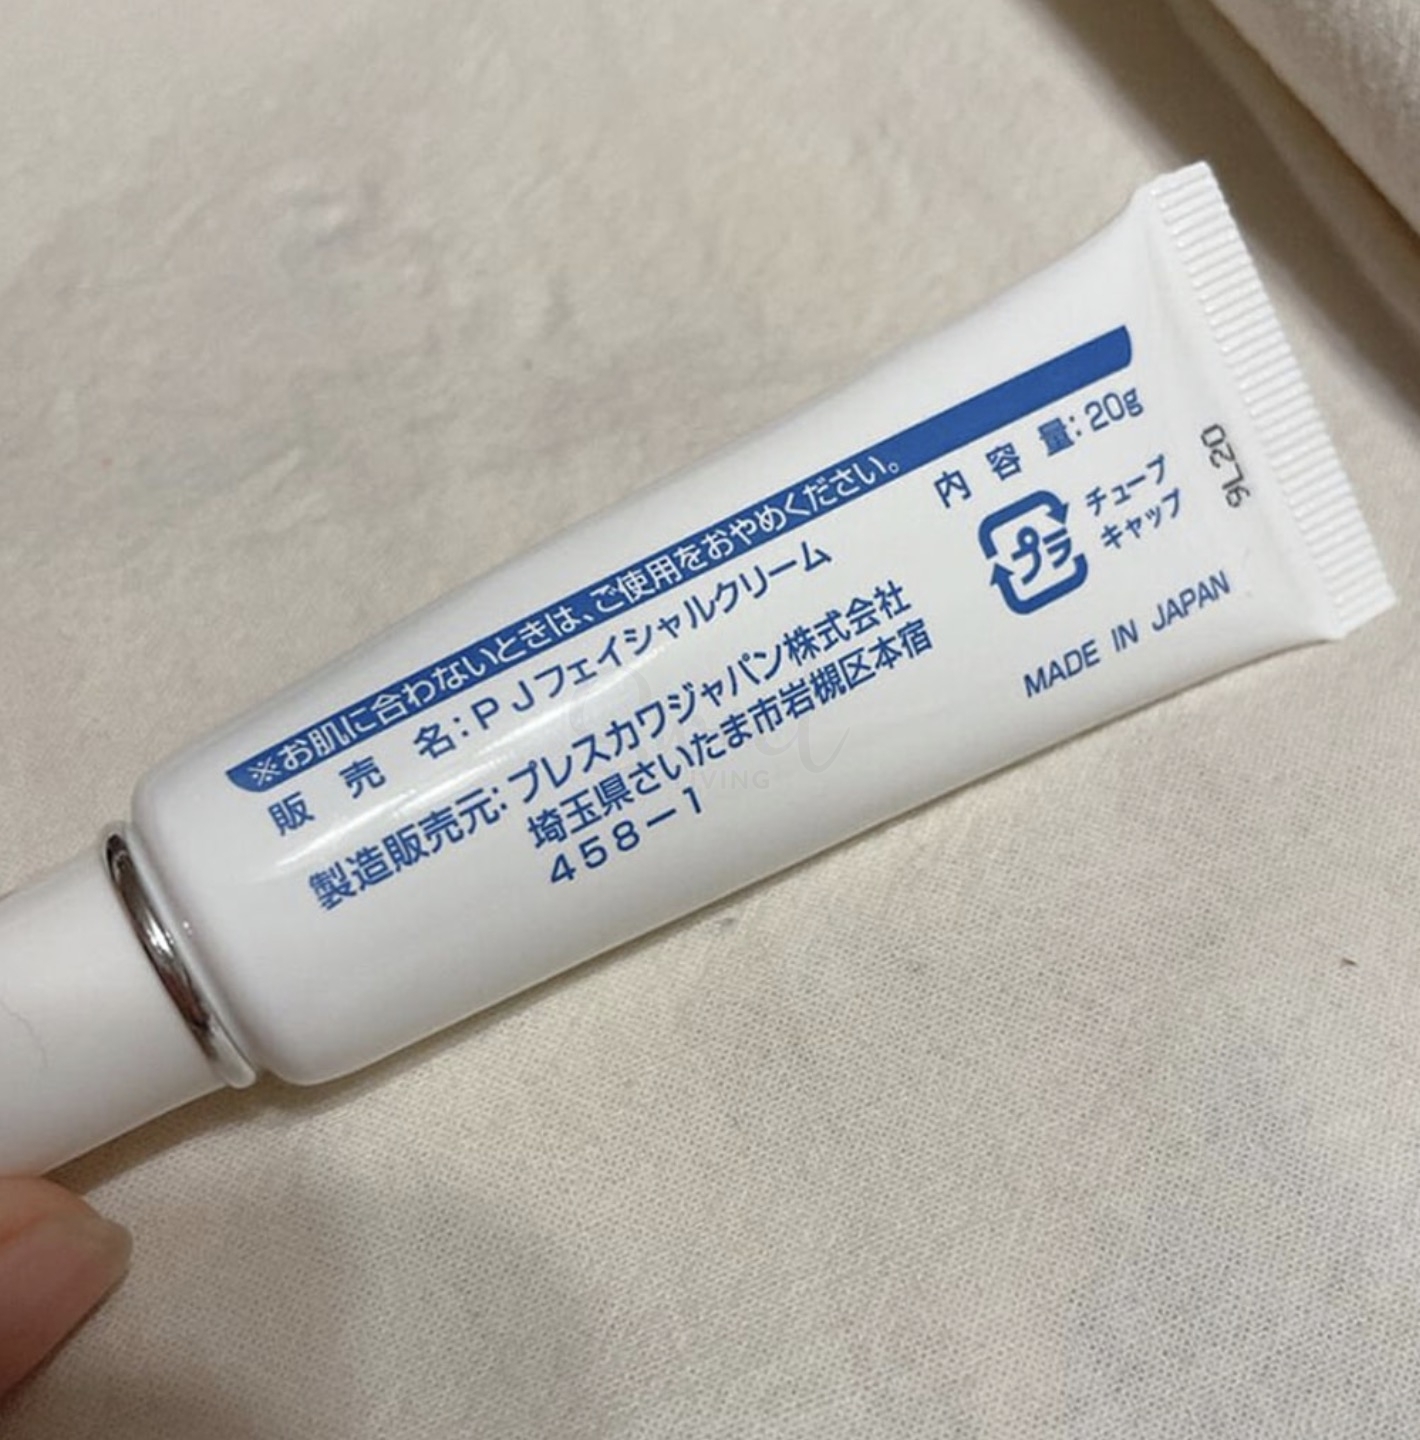 ※お肌に合わないときは、ご使用をおやめください。
販売名：PJフェイシャルクリーム
製造販売元：プレスカワジャパン株式会社
埼玉県さいたま市岩槻区本宿
458－1
内容量：20g
プラ
チューブ
キャップ
MADE IN JAPAN
9L20
LIVING